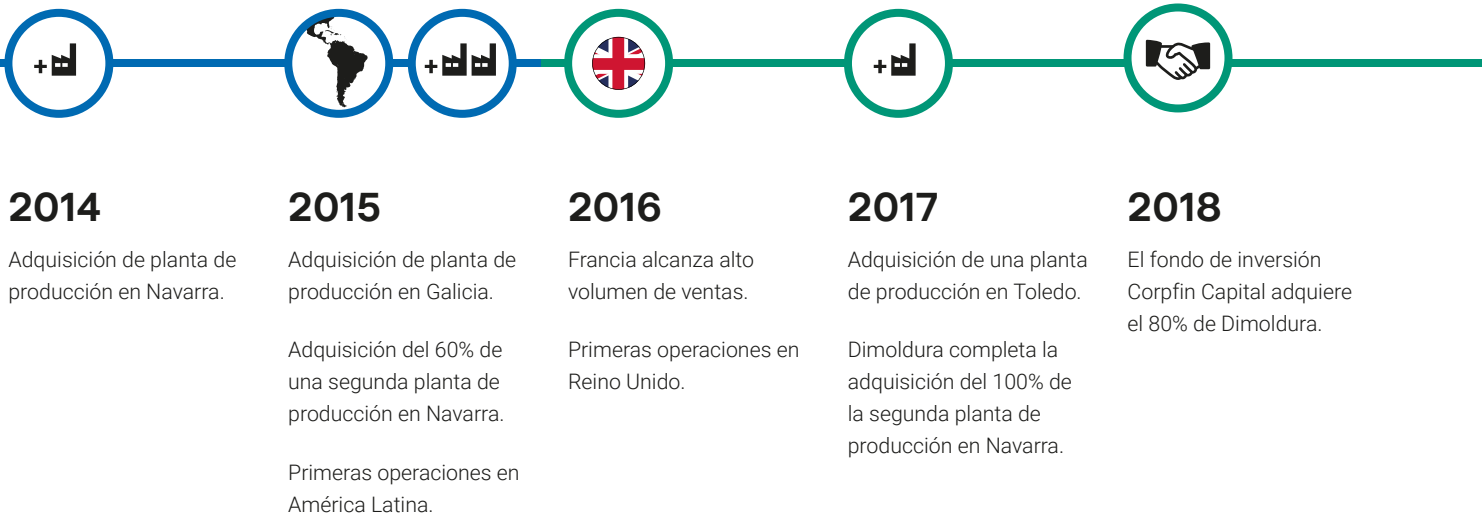 2014
Adquisición de planta de
producción en Navarra.
2015
Adquisición de planta de
producción en Galicia.
Adquisición del 60% de
una segunda planta de
producción en Navarra.
Primeras operaciones en
América Latina.
2016
Francia alcanza alto
volumen de ventas.
Primeras operaciones en
Reino Unido.
2017
Adquisición de una planta
de producción en Toledo.
Dimoldura completa la
adquisición del 100% de
la segunda planta de
producción en Navarra.
2018
El fondo de inversión
Corpfin Capital adquiere
el 80% de Dimoldura.